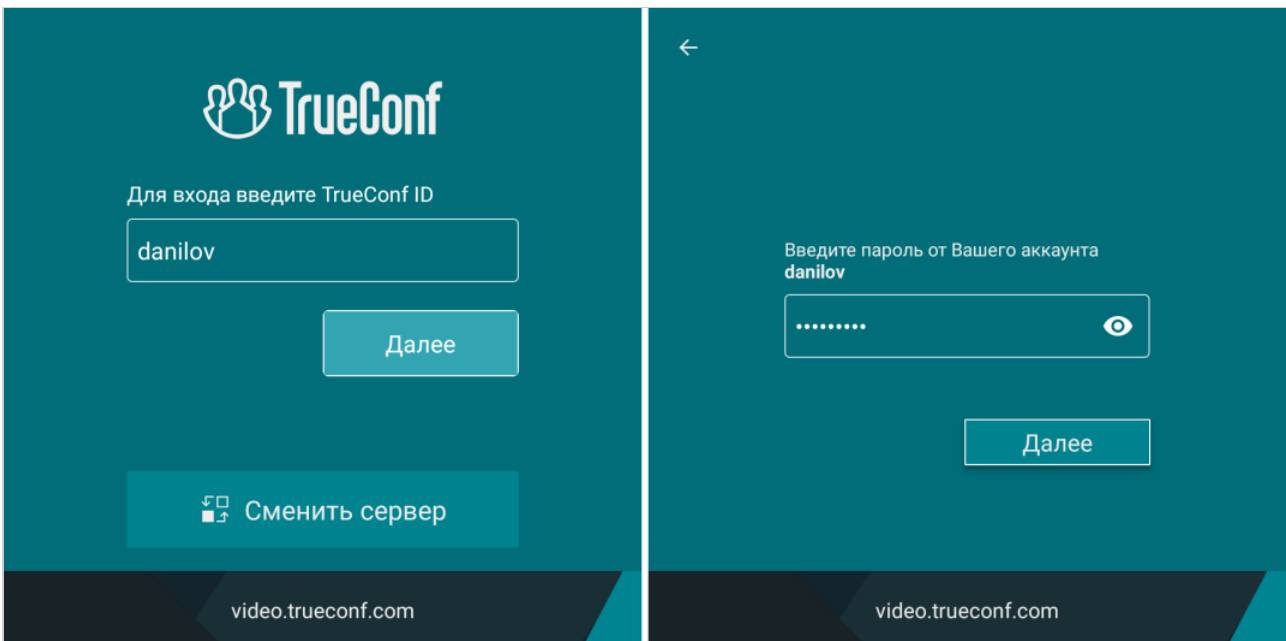 TrueConf
Для входа введите TrueConf ID
danilov
Далее
Сменить сервер
video.trueconf.com
Введите пароль от Вашего аккаунта
danilov
•••••••••
Далее
video.trueconf.com